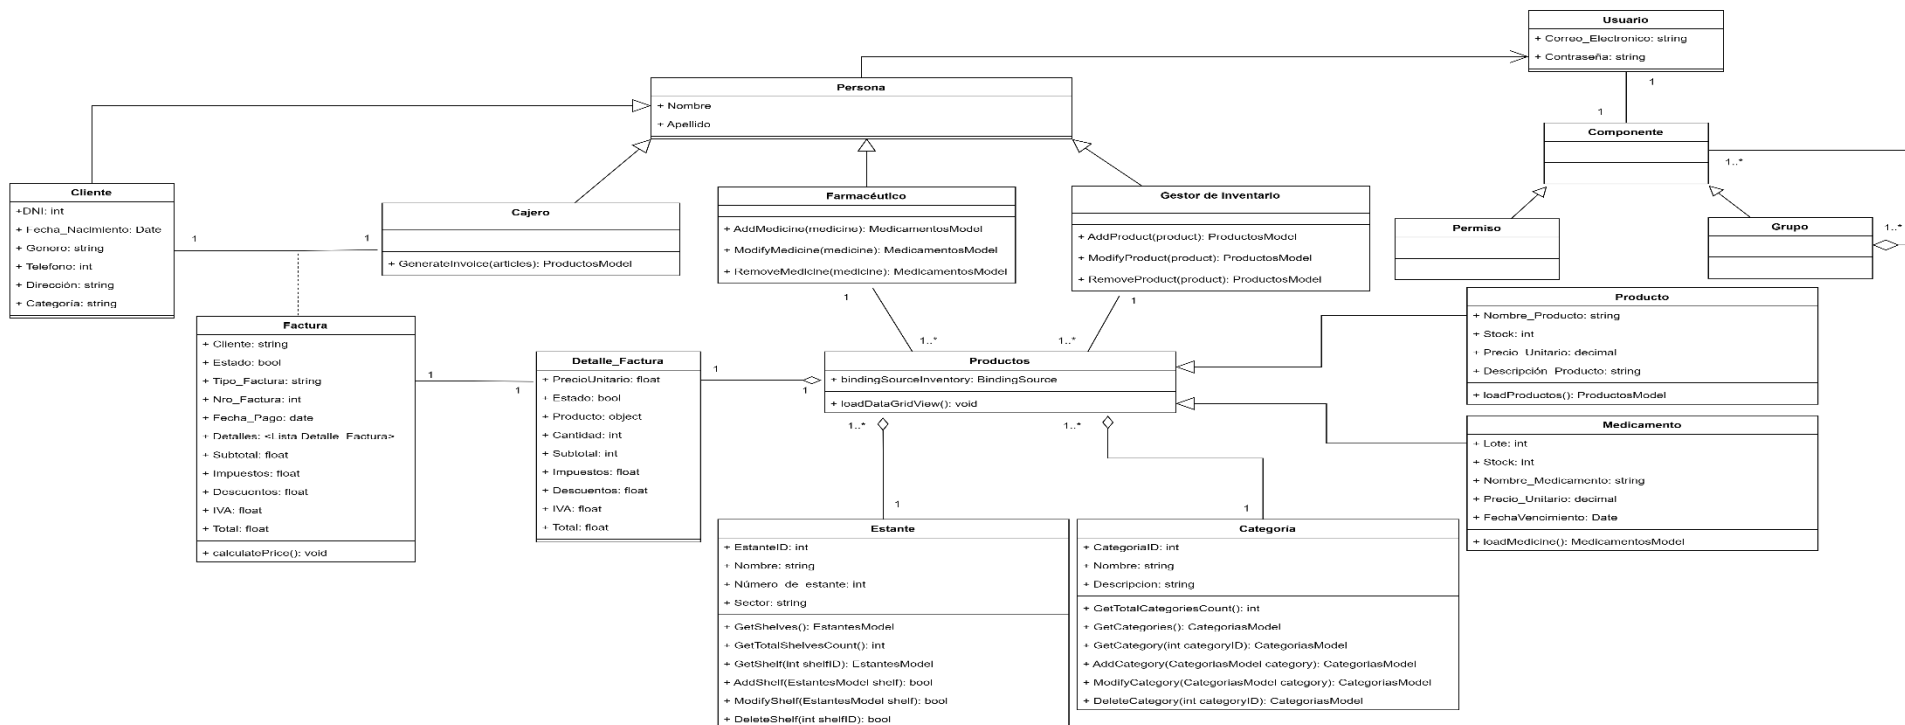 Usuario
+ Correo_Electronico: string
+ Contraseña: string
1
1
Persona
+ Nombre
+ Apellido
Componente
1..*
Cliente
+DNI: int
+ Fecha_Nacimiento: Date
+ Genero: string
+ Telefono: int
+ Dirección: string
+ Categoría: string
1
1
Cajero
+ GenerateInvoice(articles): ProductosModel
Farmacéutico
+ AddMedicine(medicine): MedicamentosModel
+ ModifyMedicine(medicine): MedicamentosModel
+ RemoveMedicine(medicine): MedicamentosModel
1
1..*
Gestor de Inventario
+ AddProduct(product): ProductosModel
+ ModifyProduct(product): ProductosModel
+ RemoveProduct(product): ProductosModel
1
1..*
Permiso
Grupo
1..*
Factura
+ Cliente: string
+ Estado: bool
+ Tipo_Factura: string
+ Nro_Factura: int
+ Fecha_Pago: date
+ Detalles: <Lista Detalle_Factura>
+ Subtotal: float
+ Impuestos: float
+ Descuentos: float
+ IVA: float
+ Total: float
+ calculatePrice(): void
1
1
Detalle_Factura
+ PrecioUnitario: float
+ Estado: bool
+ Producto: object
+ Cantidad: int
+ Subtotal: int
+ Impuestos: float
+ Descuentos: float
+ IVA: float
+ Total: float
1
1
Productos
+ bindingSourceInventory: BindingSource
+ loadDataGridView(): void
1..*
1..*
Producto
+ Nombre_Producto: string
+ Stock: int
+ Precio_Unitario: decimal
+ Descripción_Producto: string
+ loadProductos(): ProductosModel
Medicamento
+ Lote: int
+ Stock: int
+ Nombre_Medicamento: string
+ Precio_Unitario: decimal
+ FechaVencimiento: Date
+ loadMedicine(): MedicamentosModel
1
1
Estante
+ EstanteID: int
+ Nombre: string
+ Número_de_estante: int
+ Sector: string
+ GetShelves(): EstantesModel
+ GetTotalShelvesCount(): int
+ GetShelf(int shelfID): EstantesModel
+ AddShelf(EstantesModel shelf): bool
+ ModifyShelf(EstantesModel shelf): bool
+ DeleteShelf(int shelfID): bool
Categoría
+ CategoriaID: int
+ Nombre: string
+ Descripcion: string
+ GetTotalCategoriesCount(): int
+ GetCategories(): CategoriasModel
+ GetCategory(int categoryID): CategoriasModel
+ AddCategory(CategoriasModel category): CategoriasModel
+ ModifyCategory(CategoriasModel category): CategoriasModel
+ DeleteCategory(int categoryID): CategoriasModel